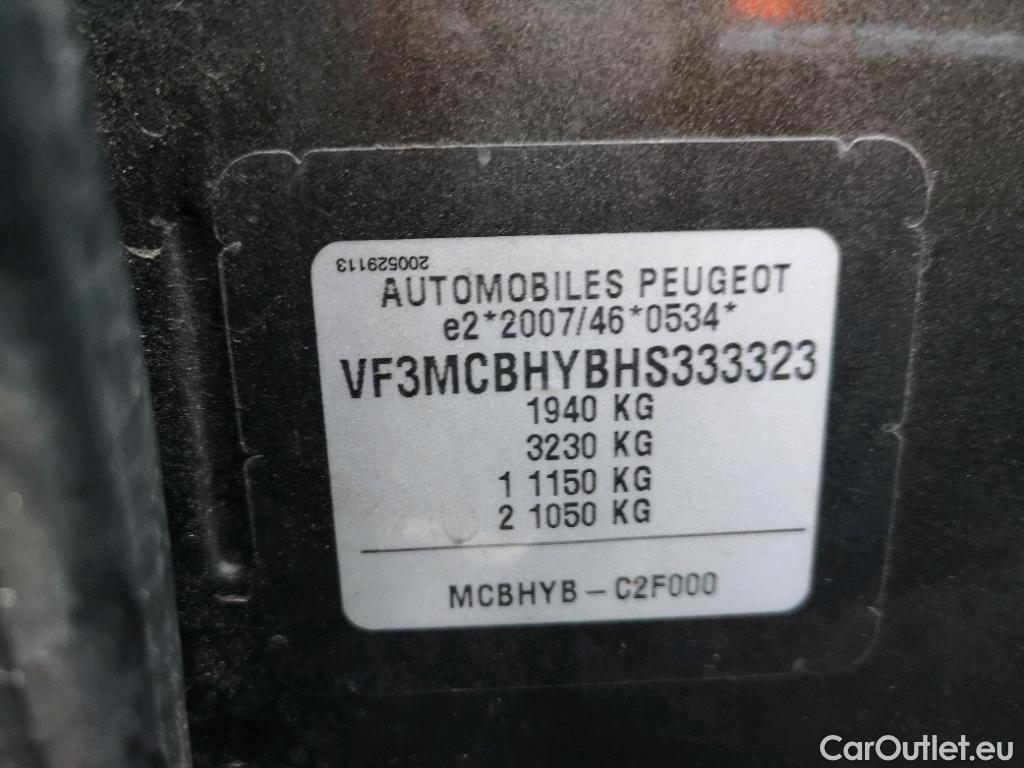 200529113
AUTOMOBILES PEUGEOT
e2*2007/46*0534*
VF3MCBHYBHS333323
1940 KG
3230 KG
1 1150 KG
2 1050 KG
MCBHYB - C2F000
CarOutlet.eu